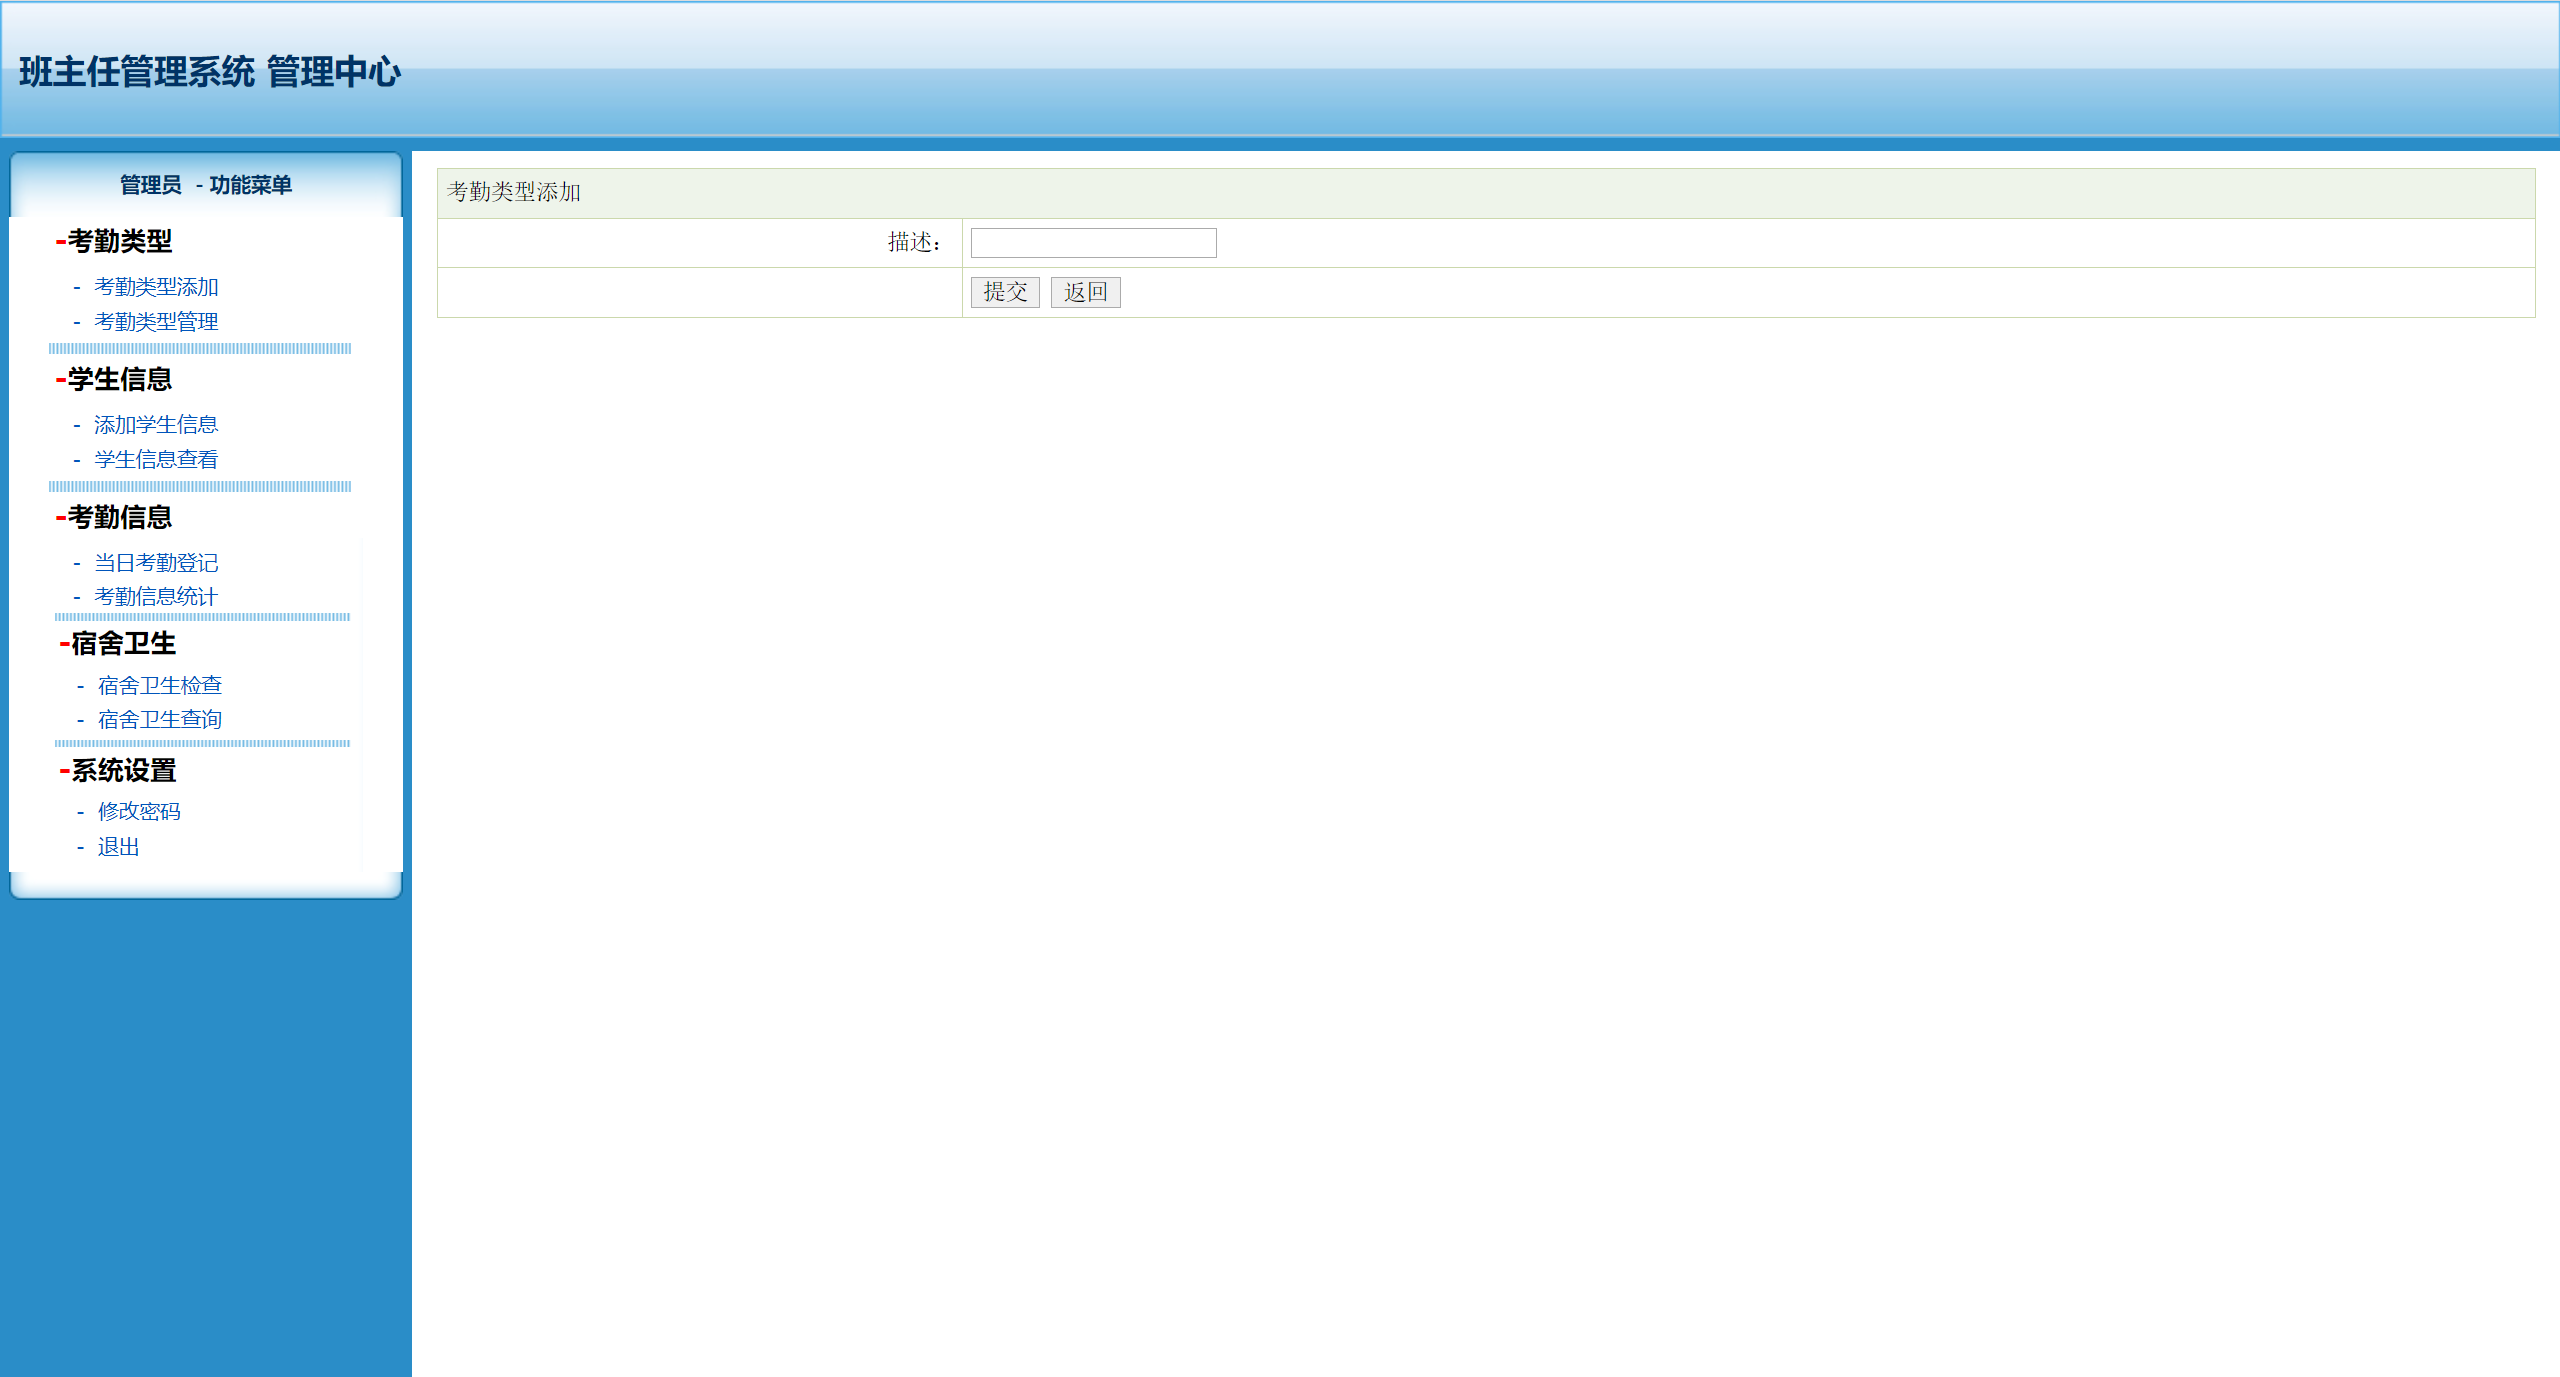 班主任管理系统 管理中心
管理员 - 功能菜单
-考勤类型
- 考勤类型添加
- 考勤类型管理
-学生信息
- 添加学生信息
- 学生信息查看
-考勤信息
- 当日考勤登记
- 考勤信息统计
-宿舍卫生
- 宿舍卫生检查
- 宿舍卫生查询
-系统设置
- 修改密码
- 退出
考勤类型添加
描述：
提交 返回